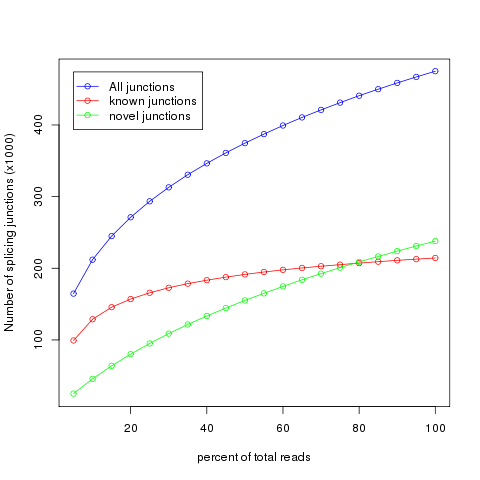 All junctions
known junctions
novel junctions
Number of splicing junctions (x1000)
400
300
200
100
20 40 60 80 100
percent of total reads